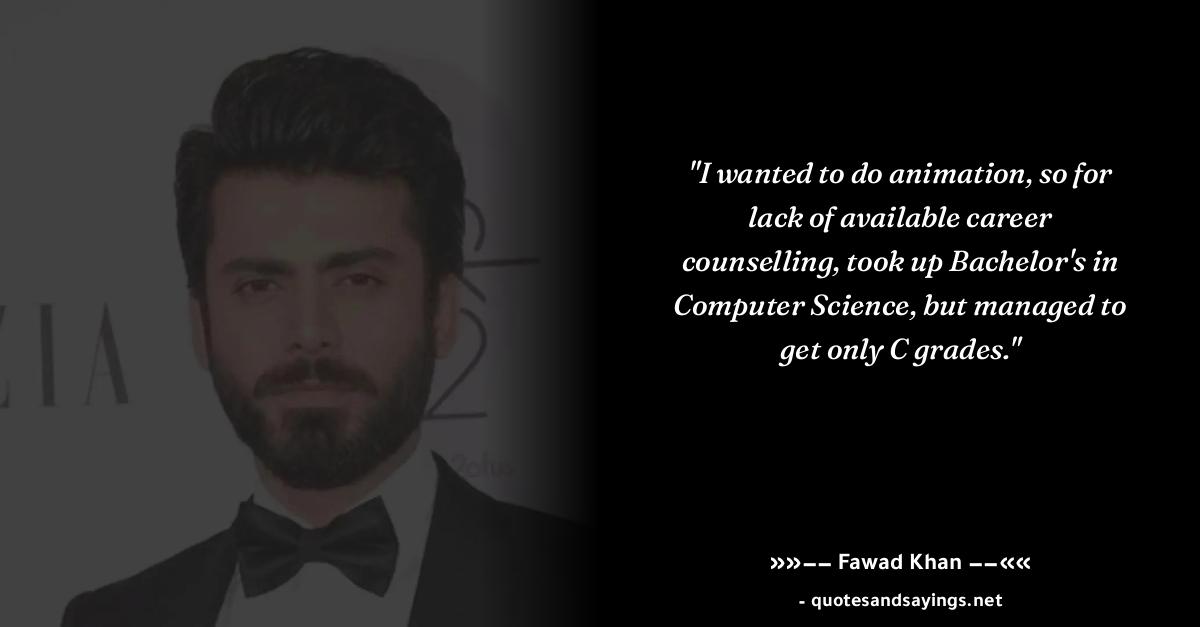 ZIA
"I wanted to do animation, so for
lack of available career
counselling, took up Bachelor's in
Computer Science, but managed to
get only C grades."
»»–– Fawad Khan ––««
- quotesandsayings.net